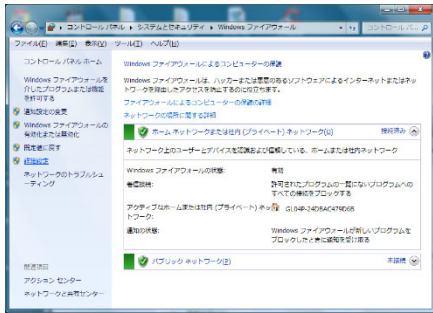 コントロール パネル ▸ システムとセキュリティ ▸ Windows ファイアウォール
コントロール パ...
ファイル(F) 編集(E) 表示(V) ツール(T) ヘルプ(H)
コントロール パネル ホーム
Windows ファイアウォールを
介したプログラムまたは機能
を許可する
通知設定の変更
Windows ファイアウォールの
有効化または無効化
既定値に戻す
詳細設定
ネットワークのトラブルシュ
ーティング
Windows ファイアウォールによるコンピューターの保護
Windows ファイアウォールは、ハッカーまたは悪意のあるソフトウェアによるインターネットまたはネッ
トワークを経由したアクセスを防止するのに役立ちます。
ファイアウォールによるコンピューターの保護の詳細
ネットワークの場所に関する詳細
ホーム ネットワークまたは社内 (プライベート) ネットワーク(O) 接続済み
ネットワーク上のユーザーとデバイスを認識および信頼している、ホームまたは社内ネットワーク
Windows ファイアウォールの状態: 有効
着信接続: 許可されたプログラムの一覧にないプログラムへの
すべての接続をブロックする
アクティブなホームまたは社内 (プライベート) ネッ GL04P-24DBAC479D6B
トワーク:
通知の状態: Windows ファイアウォールが新しいプログラムを
ブロックしたときに通知を受け取る
パブリック ネットワーク(P) 未接続
関連項目
アクション センター
ネットワークと共有センター